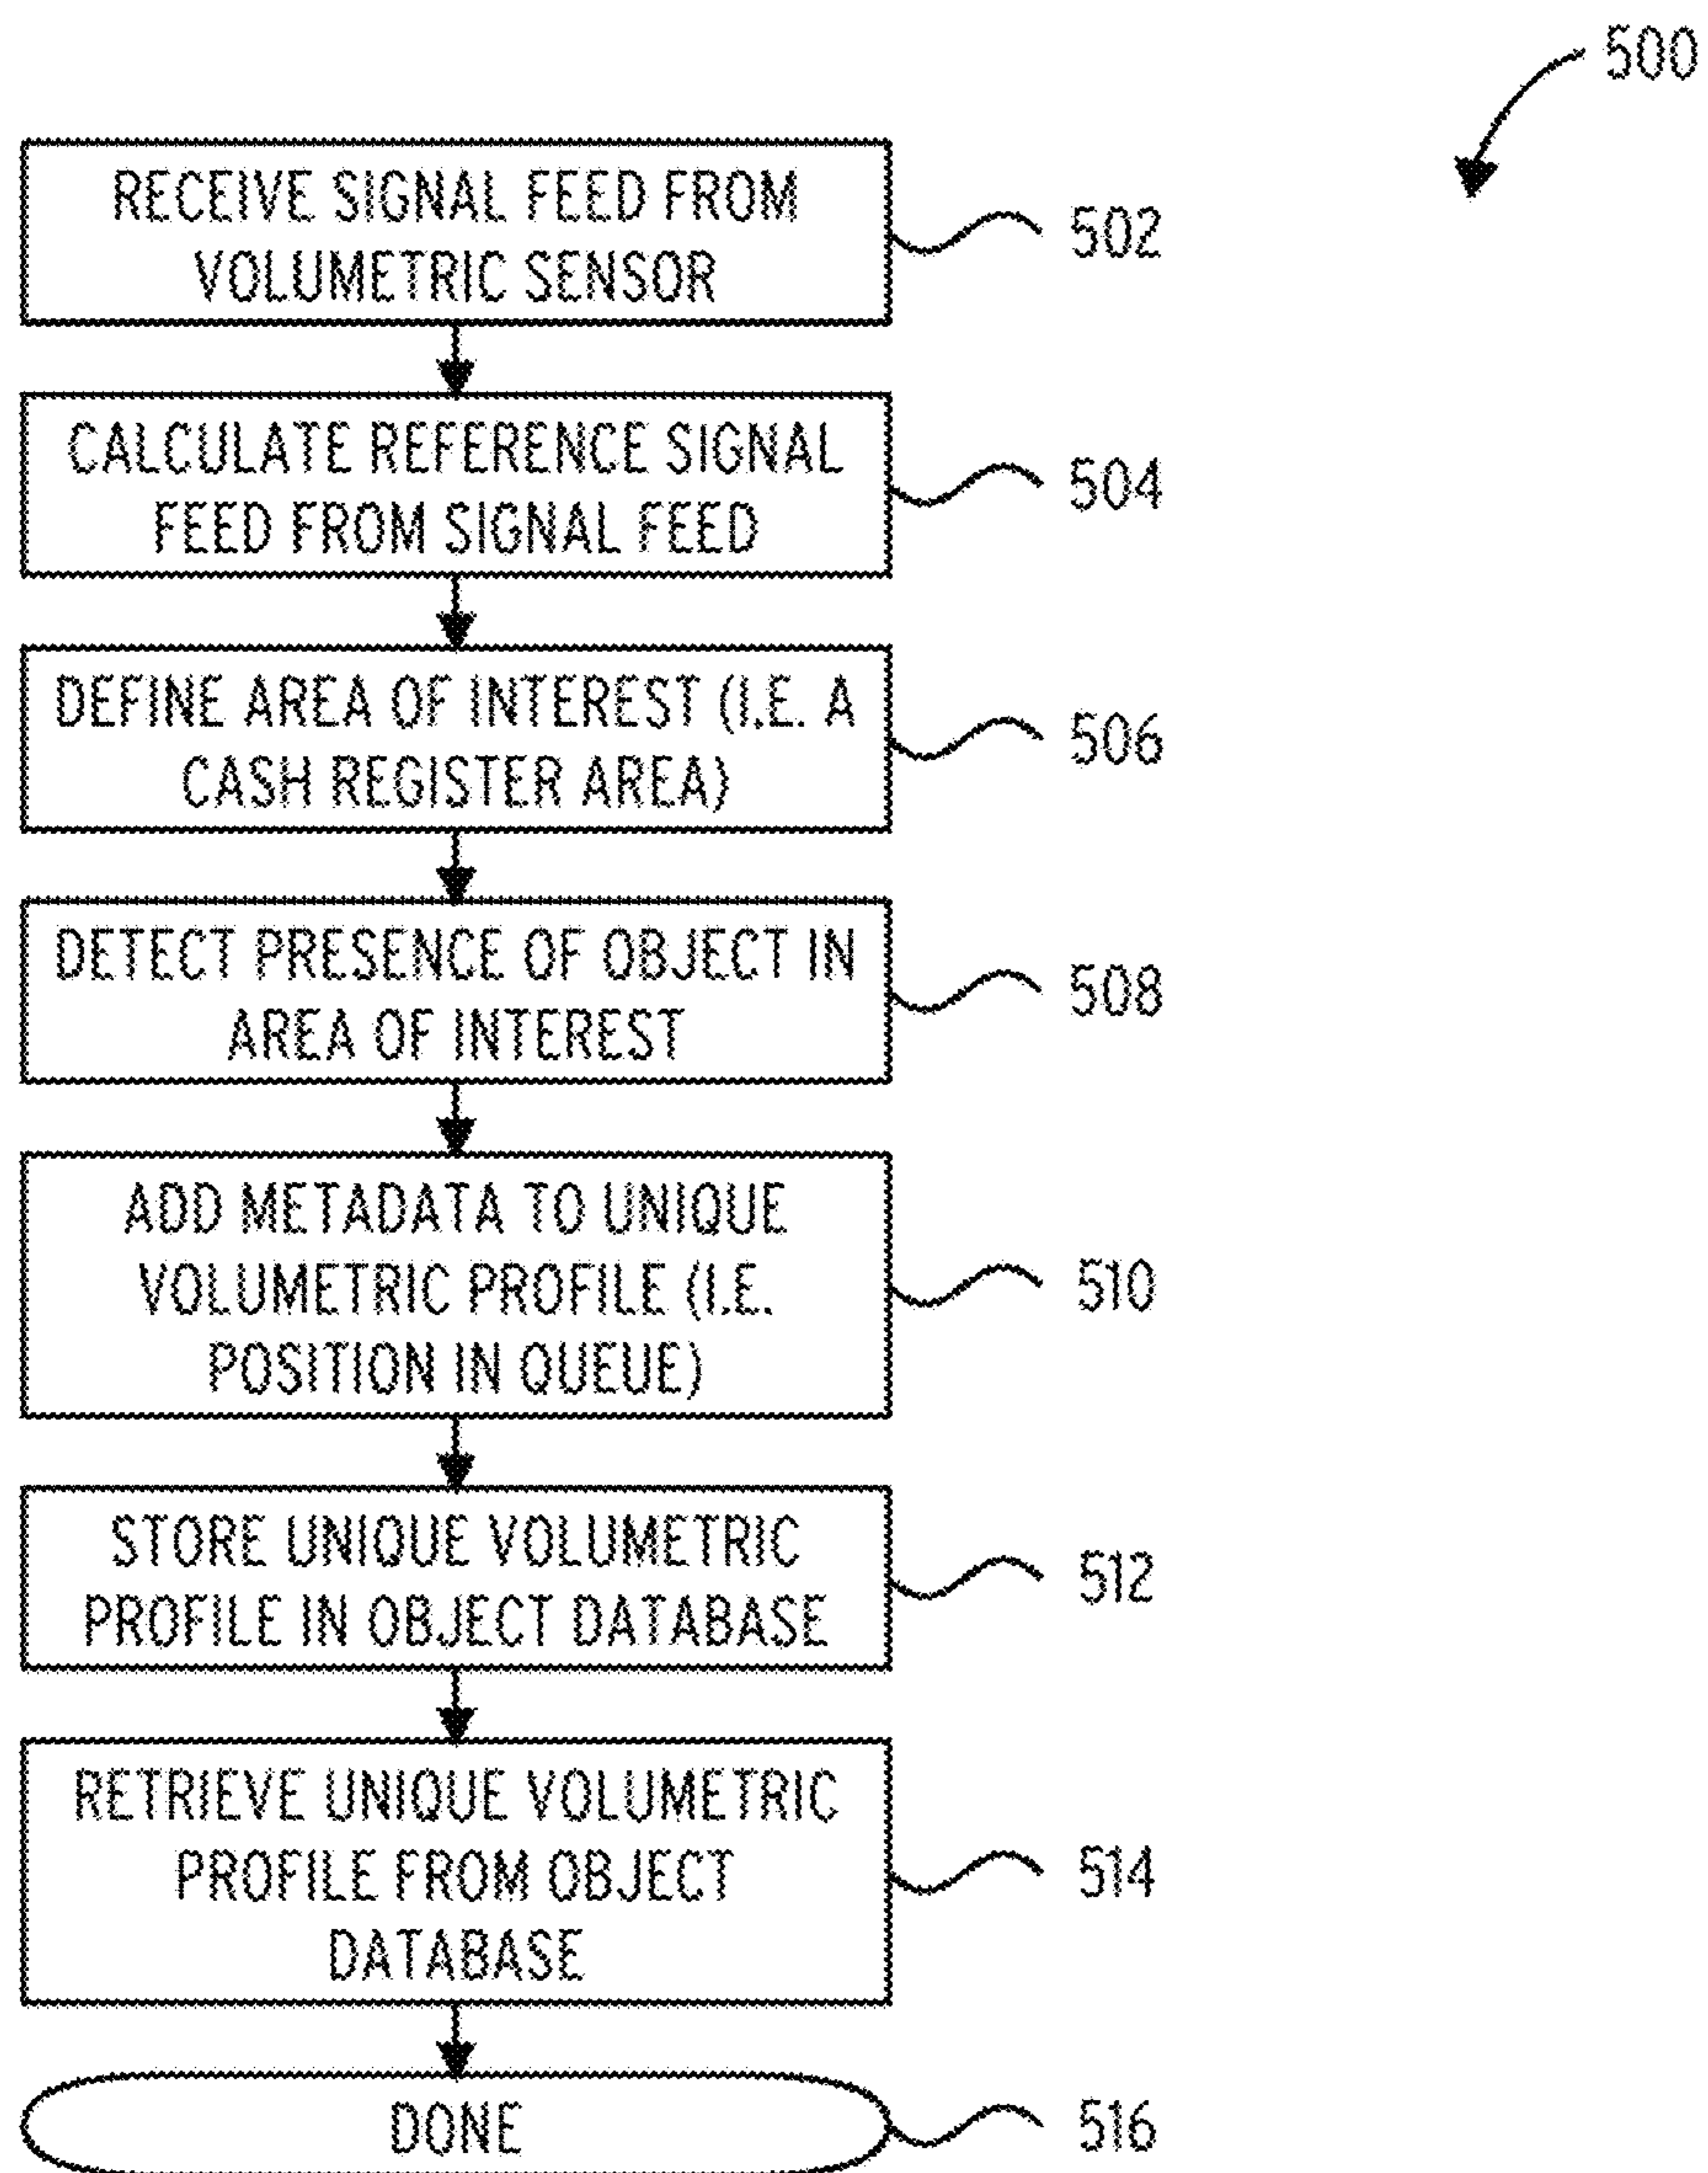 500
RECEIVE SIGNAL FEED FROM
VOLUMETRIC SENSOR
502
CALCULATE REFERENCE SIGNAL
FEED FROM SIGNAL FEED
504
DEFINE AREA OF INTEREST (I.E. A
CASH REGISTER AREA)
506
DETECT PRESENCE OF OBJECT IN
AREA OF INTEREST
508
ADD METADATA TO UNIQUE
VOLUMETRIC PROFILE (I.E.
POSITION IN QUEUE)
510
STORE UNIQUE VOLUMETRIC
PROFILE IN OBJECT DATABASE
512
RETRIEVE UNIQUE VOLUMETRIC
PROFILE FROM OBJECT
DATABASE
514
DONE
516